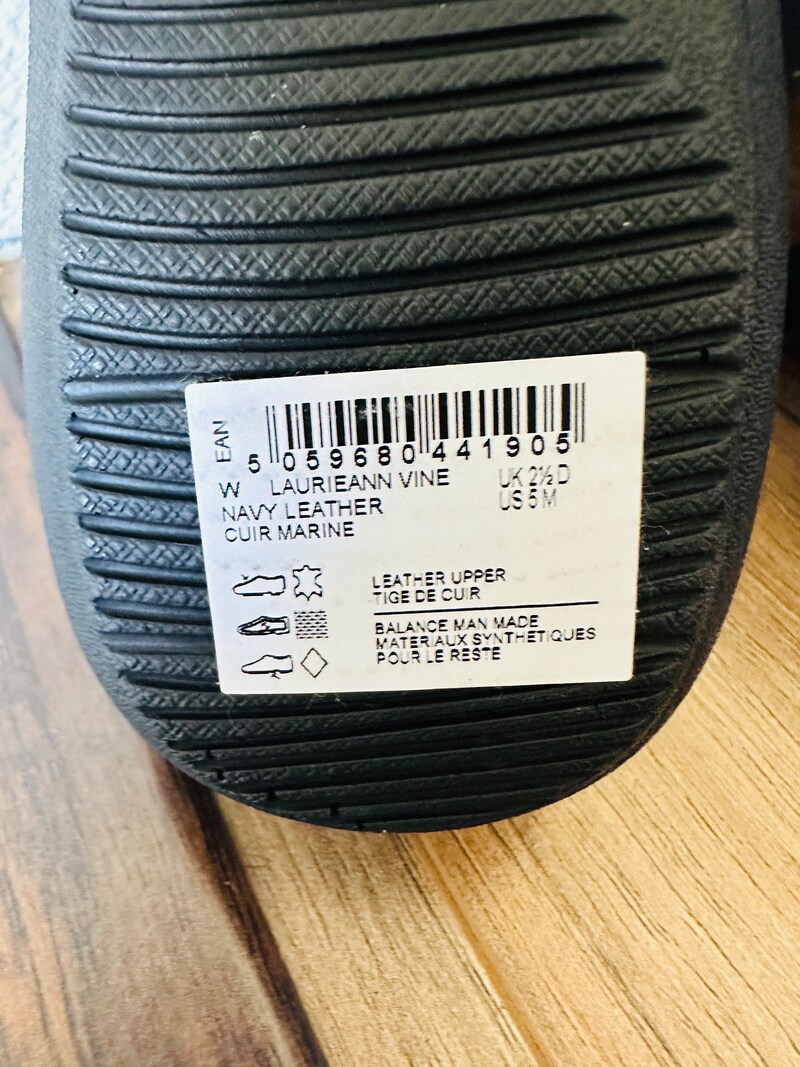 EAN
5 059680 441905
W LAURIEANN VINE UK 2½ D
NAVY LEATHER US 5 M
CUIR MARINE
LEATHER UPPER
TIGE DE CUIR
BALANCE MAN MADE
MATERIAUX SYNTHETIQUES
POUR LE RESTE